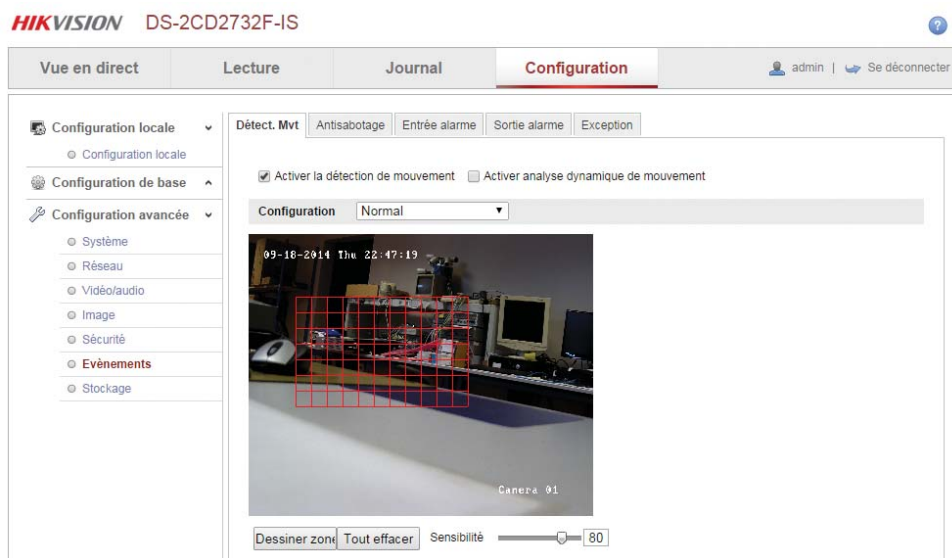 HIKVISION DS-2CD2732F-IS
?
Vue en direct Lecture Journal Configuration admin | Se déconnecter
Configuration locale
Configuration locale
Configuration de base
Configuration avancée
Système
Réseau
Vidéo/audio
Image
Sécurité
Evènements
Stockage
Détect. Mvt Antisabotage Entrée alarme Sortie alarme Exception
Activer la détection de mouvement Activer analyse dynamique de mouvement
Configuration Normal
09-18-2014 Thu 22:47:19
Camera 01
Dessiner zone Tout effacer Sensibilité 80